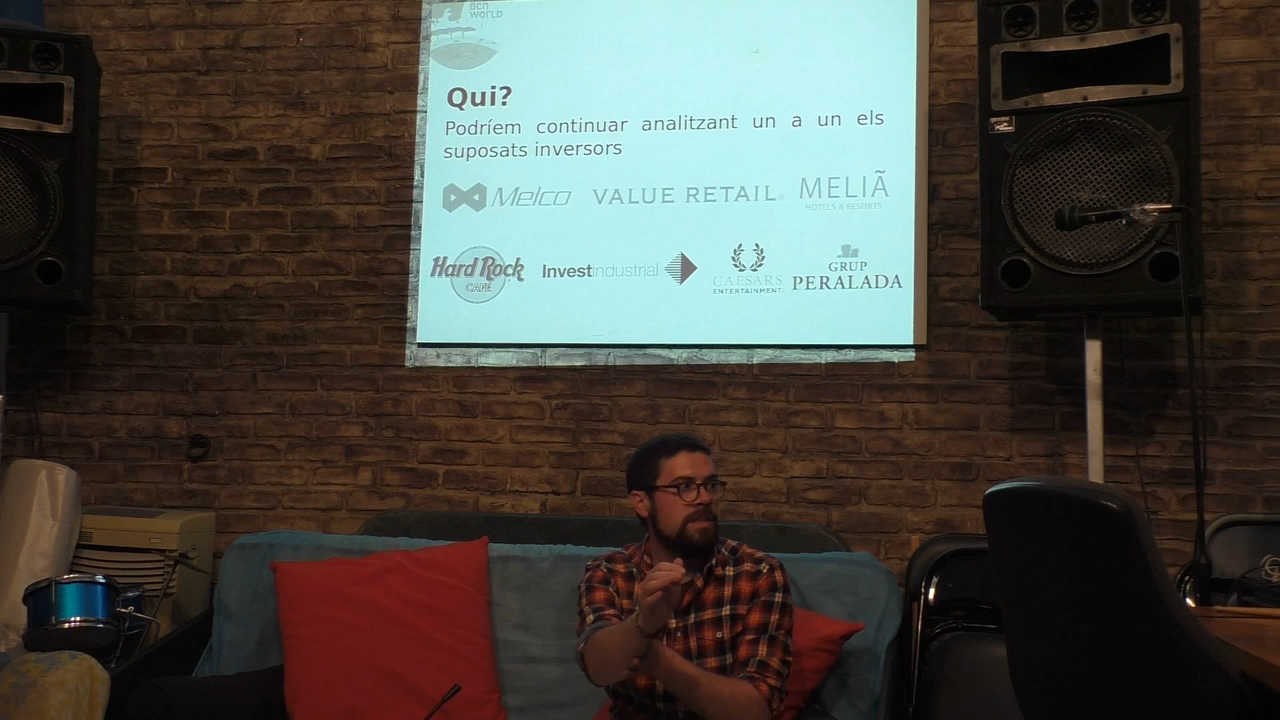 BCN
WORLD
Qui?
Podríem continuar analitzant un a un els
suposats inversors
Melco VALUE RETAIL MELIÃ
HOTELS & RESORTS
Hard Rock
CAFE
Investindustrial
CAESARS
ENTERTAINMENT
GRUP
PERALADA